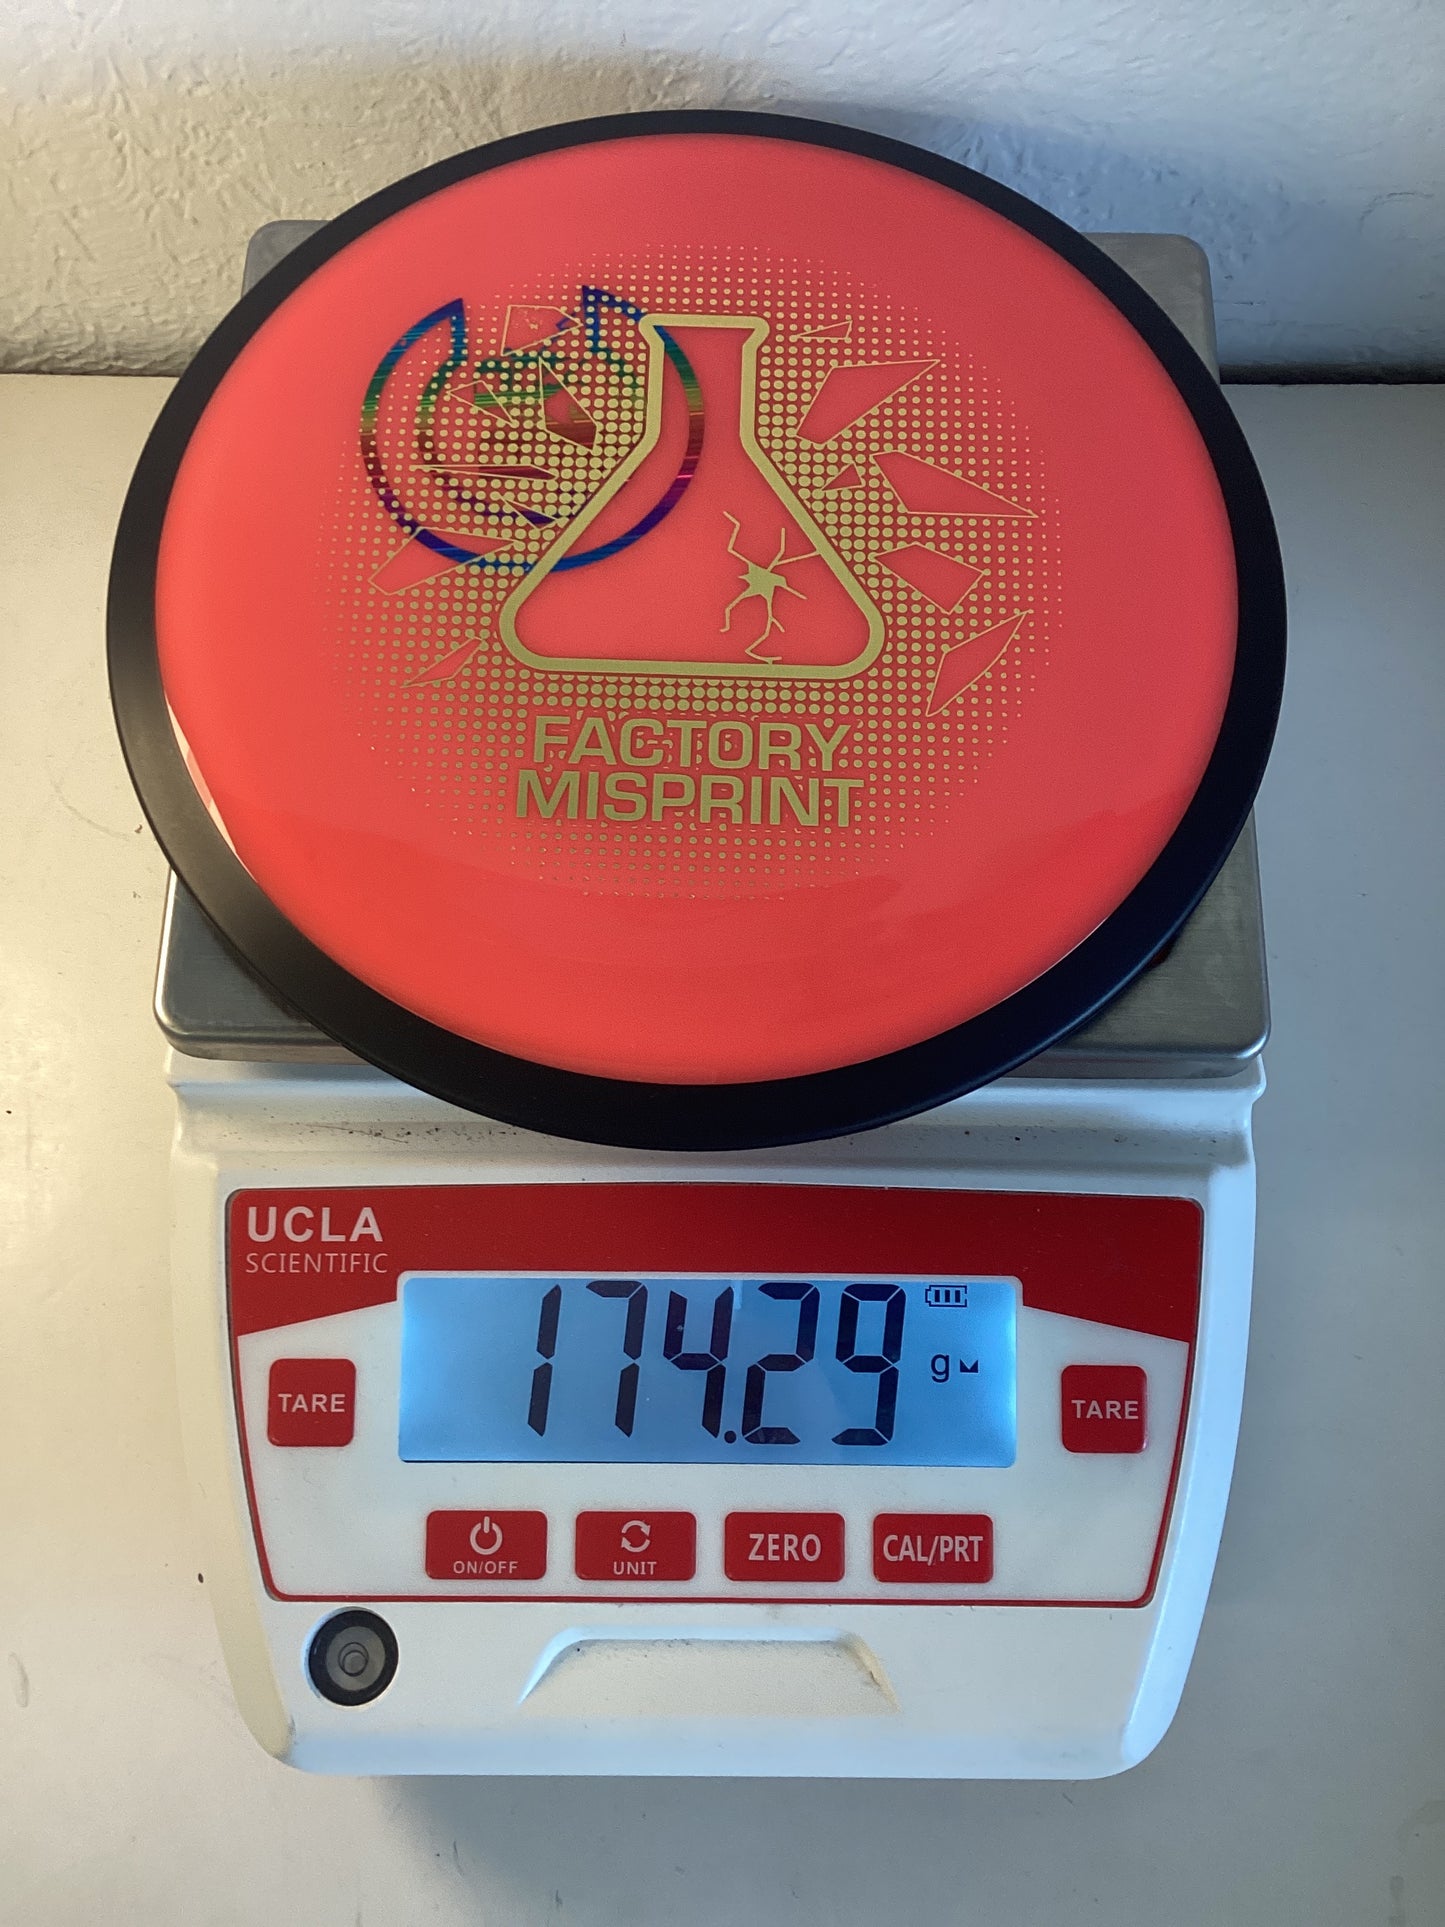 FACTORY
MISPRINT
UCLA
SCIENTIFIC
174.29
g
TARE
TARE
ON/OFF
UNIT
ZERO
CAL/PRT